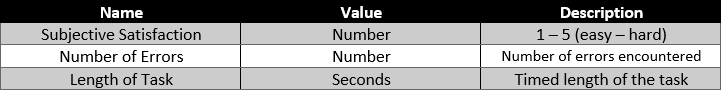 Name Value Description
Subjective Satisfaction Number 1 – 5 (easy – hard)
Number of Errors Number Number of errors encountered
Length of Task Seconds Timed length of the task